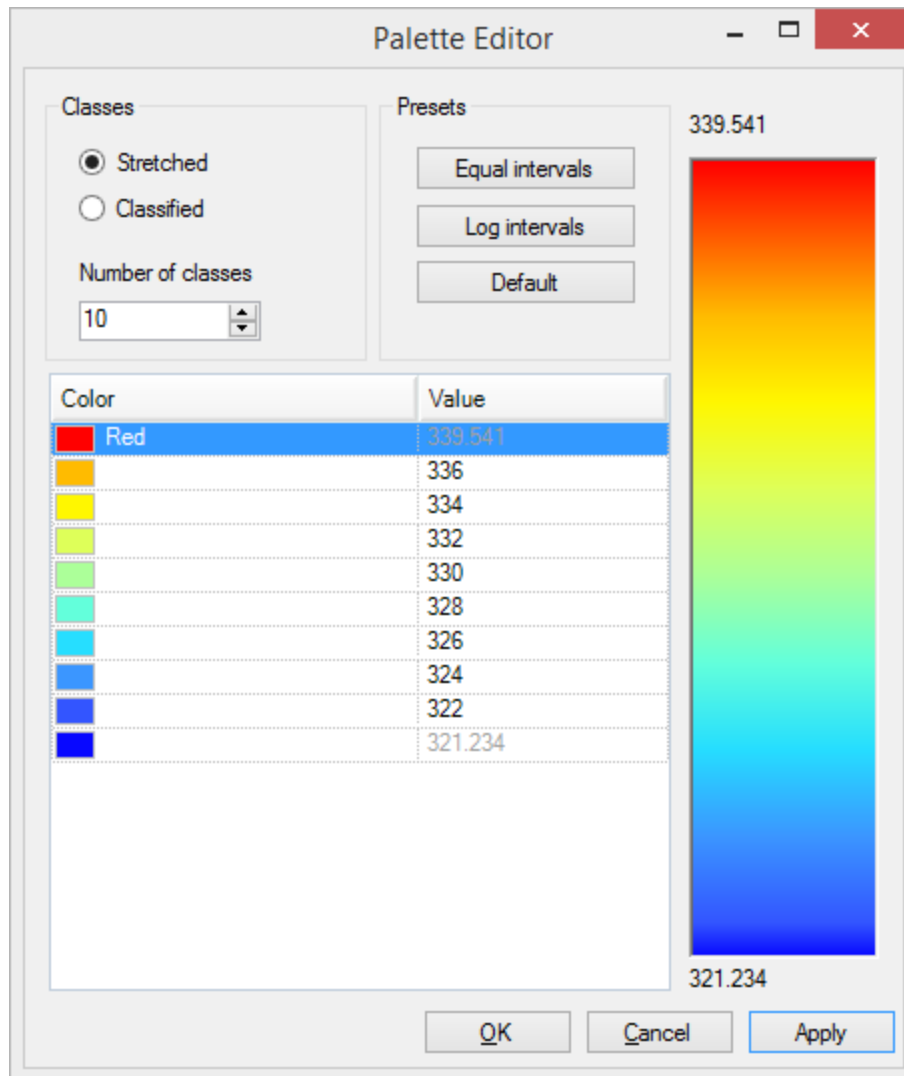 Palette Editor
Classes
Stretched
Classified
Number of classes
10
Presets
Equal intervals
Log intervals
Default
339.541
Color Value
Red 339.541
336
334
332
330
328
326
324
322
321.234
321.234
OK Cancel Apply